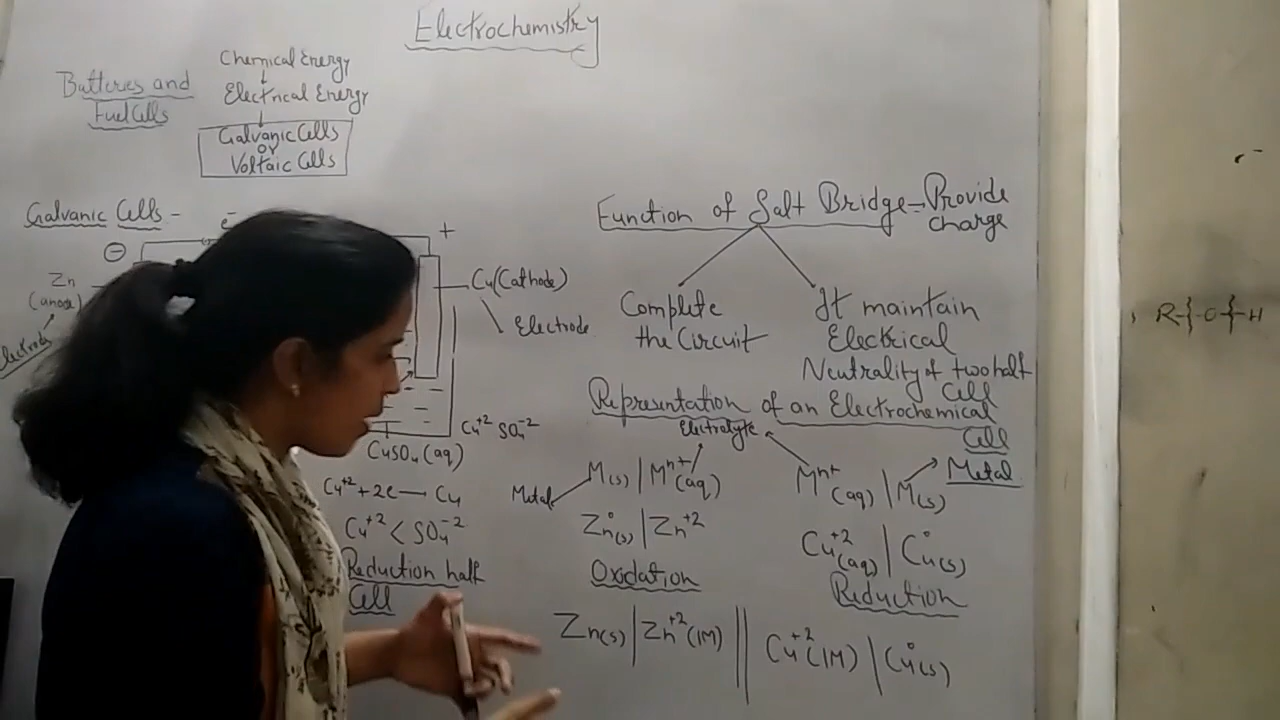 Electrochemistry
Batteries and
Fuel Cells
Chemical Energy
↓
Electrical Energy
↓
Galvanic Cells
or
Voltaic Cells
Galvanic Cells -
e⁻
⊖
+
Zn
(anode)
Cu(Cathode)
Electrode
Cu⁺² SO₄⁻²
CuSO₄(aq)
Cu⁺² + 2e — Cu
Cu⁺² < SO₄⁻²
Reduction half
Cell
Function of Salt Bridge - Provide
charge
Complete
the Circuit
It maintain
Electrical
Neutrality of two half
Cell
Representation of an Electrochemical
Cell
Electrolyte
Metal
M(s) | Mⁿ⁺(aq)
Mⁿ⁺(aq) | M(s)
Metal
Zn°(s) | Zn⁺²
Cu⁺²(aq) | Cu°(s)
Oxidation
Reduction
Zn(s) | Zn⁺²(1M) || Cu⁺²(1M) | Cu°(s)
R-{-O-}-H